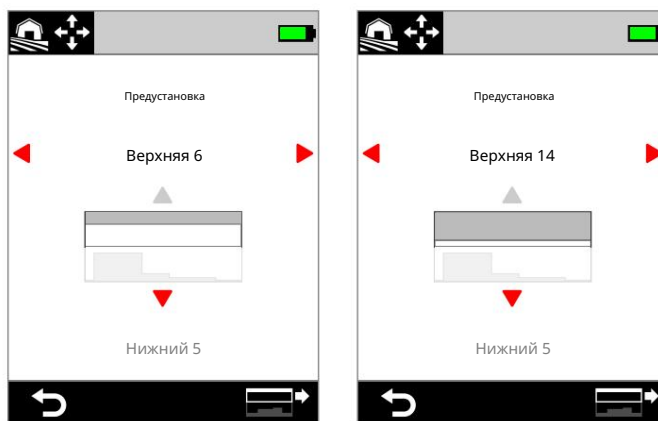 Предустановка
Верхняя 6
Нижний 5
Предустановка
Верхняя 14
Нижний 5